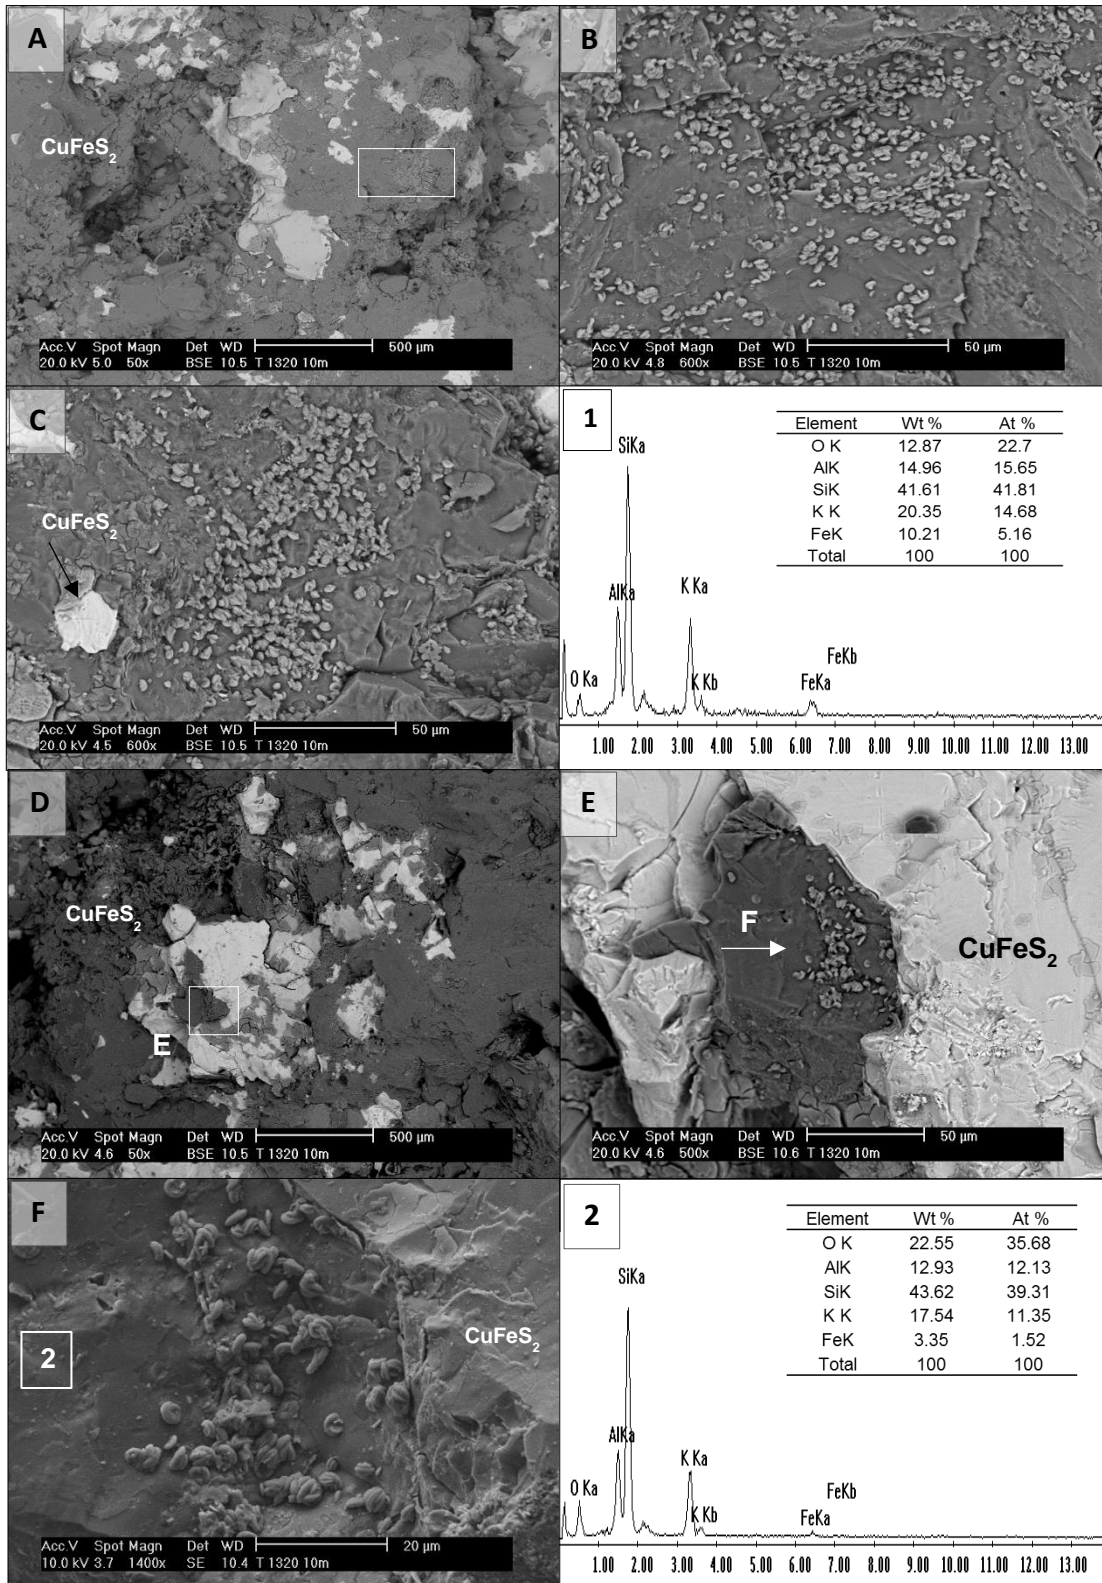 A
CuFeS2
Acc.V Spot Magn Det WD 500 µm
20.0 kV 5.0 50x BSE 10.5 T 1320 10m
B
Acc.V Spot Magn Det WD 50 µm
20.0 kV 4.8 600x BSE 10.5 T 1320 10m
C
CuFeS2
Acc.V Spot Magn Det WD 50 µm
20.0 kV 4.5 600x BSE 10.5 T 1320 10m
1
Element Wt % At %
O K 12.87 22.7
AlK 14.96 15.65
SiK 41.61 41.81
K K 20.35 14.68
FeK 10.21 5.16
Total 100 100
SiKa
AlKa
K Ka
FeKb
O Ka
K Kb
FeKa
1.00 2.00 3.00 4.00 5.00 6.00 7.00 8.00 9.00 10.00 11.00 12.00 13.00
D
CuFeS2
E
Acc.V Spot Magn Det WD 500 µm
20.0 kV 4.6 50x BSE 10.5 T 1320 10m
E
F
CuFeS2
Acc.V Spot Magn Det WD 50 µm
20.0 kV 4.6 500x BSE 10.6 T 1320 10m
F
CuFeS2
2
Acc.V Spot Magn Det WD 20 µm
10.0 kV 3.7 1400x SE 10.4 T 1320 10m
2
Element Wt % At %
O K 22.55 35.68
AlK 12.93 12.13
SiK 43.62 39.31
K K 17.54 11.35
FeK 3.35 1.52
Total 100 100
SiKa
AlKa
K Ka
FeKb
O Ka
K Kb
FeKa
1.00 2.00 3.00 4.00 5.00 6.00 7.00 8.00 9.00 10.00 11.00 12.00 13.00